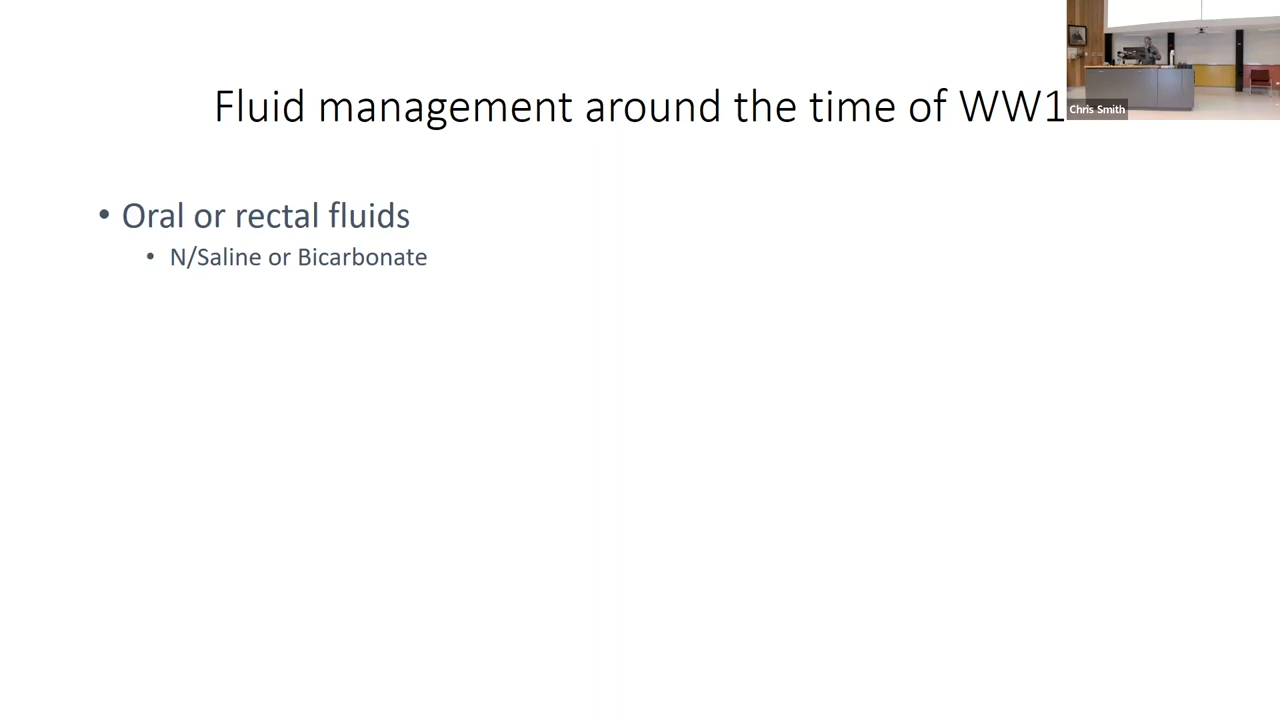 Fluid management around the time of WW1
Chris Smith
• Oral or rectal fluids
• N/Saline or Bicarbonate